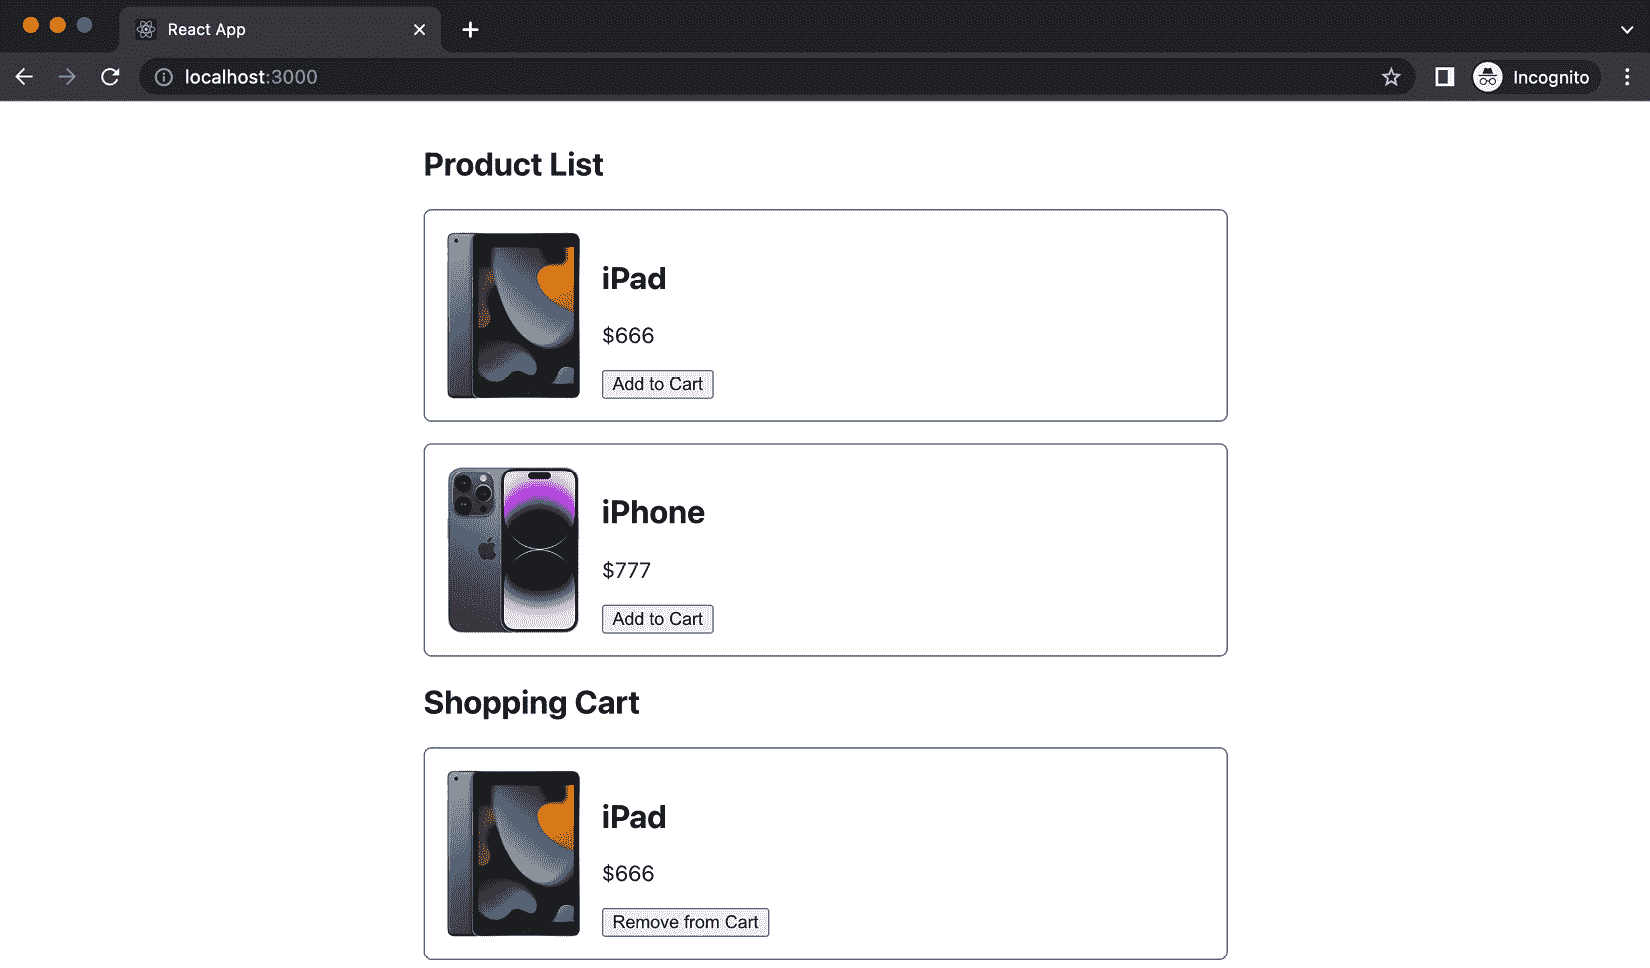 React App
localhost:3000
Incognito
Product List
iPad
$666
Add to Cart
iPhone
$777
Add to Cart
Shopping Cart
iPad
$666
Remove from Cart